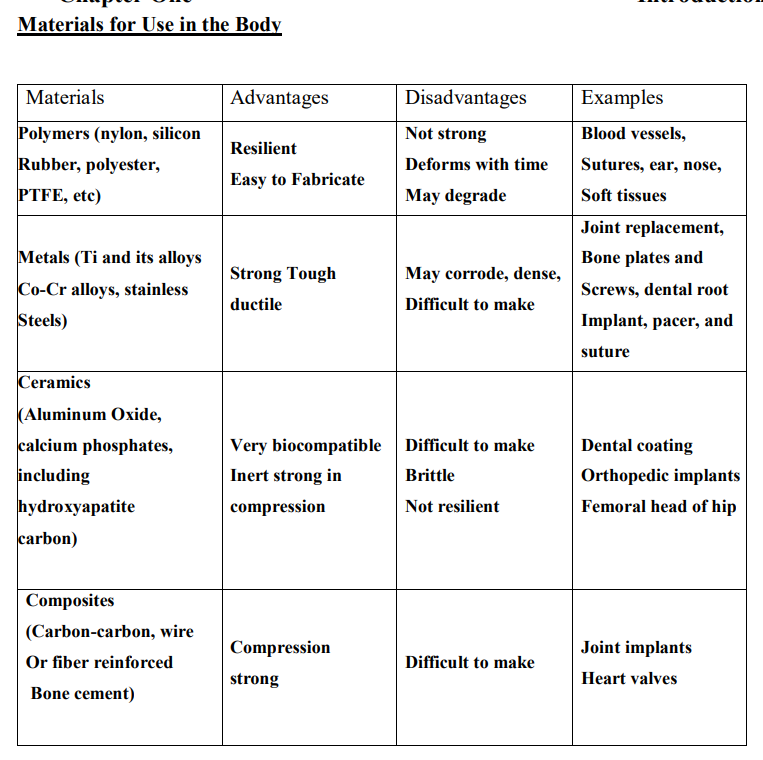 Chapter One Introduction
Materials for Use in the Body
Materials Advantages Disadvantages Examples
Polymers (nylon, silicon
Rubber, polyester,
PTFE, etc)
Resilient
Easy to Fabricate
Not strong
Deforms with time
May degrade
Blood vessels,
Sutures, ear, nose,
Soft tissues
Metals (Ti and its alloys
Co-Cr alloys, stainless
Steels)
Strong Tough
ductile
May corrode, dense,
Difficult to make
Joint replacement,
Bone plates and
Screws, dental root
Implant, pacer, and
suture
Ceramics
(Aluminum Oxide,
calcium phosphates,
including
hydroxyapatite
carbon)
Very biocompatible
Inert strong in
compression
Difficult to make
Brittle
Not resilient
Dental coating
Orthopedic implants
Femoral head of hip
Composites
(Carbon-carbon, wire
Or fiber reinforced
Bone cement)
Compression
strong
Difficult to make
Joint implants
Heart valves